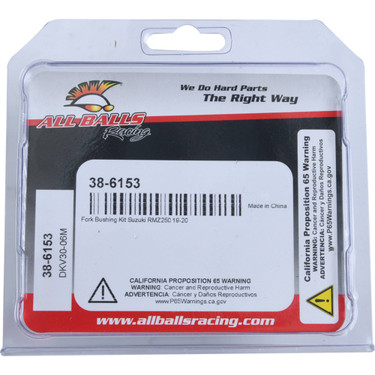 We Do Hard Parts
The Right Way
ALL BALLS
Racing
38-6153
Made in China
Fork Bushing Kit Suzuki RMZ250 19-20
CALIFORNIA PROPOSITION 65 WARNING
WARNING: Cancer and Reproductive Harm
ADVERTENCIA: Cáncer y Daños Reproductivos
www.P65Warnings.ca.gov
38-6153
DKV30-06M
California Proposition 65 Warning
WARNING: Cancer and Reproductive Harm
ADVERTENCIA: Cáncer y Daños Reproductivos
www.P65Warnings.ca.gov
www.allballsracing.com